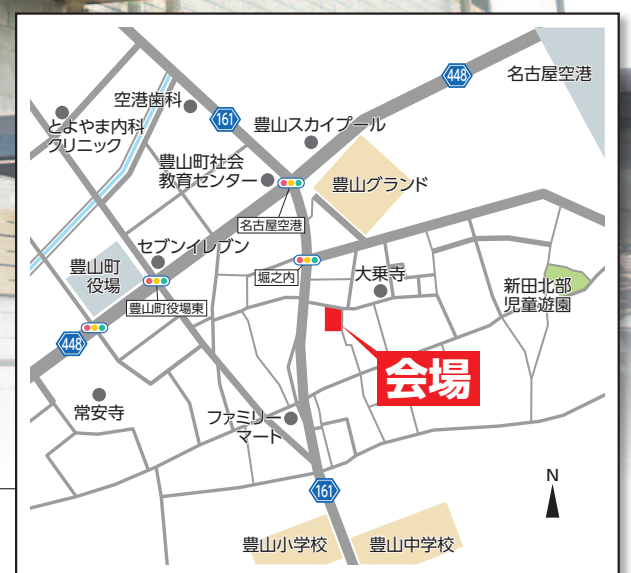 448
名古屋空港
空港歯科
161
とよやま内科
クリニック
豊山スカイプール
豊山町社会
教育センター
豊山グランド
名古屋空港
セブンイレブン
豊山町
役場
堀之内
大乗寺
新田北部
児童遊園
豊山町役場東
448
会場
常安寺
ファミリー
マート
N
161
豊山小学校
豊山中学校